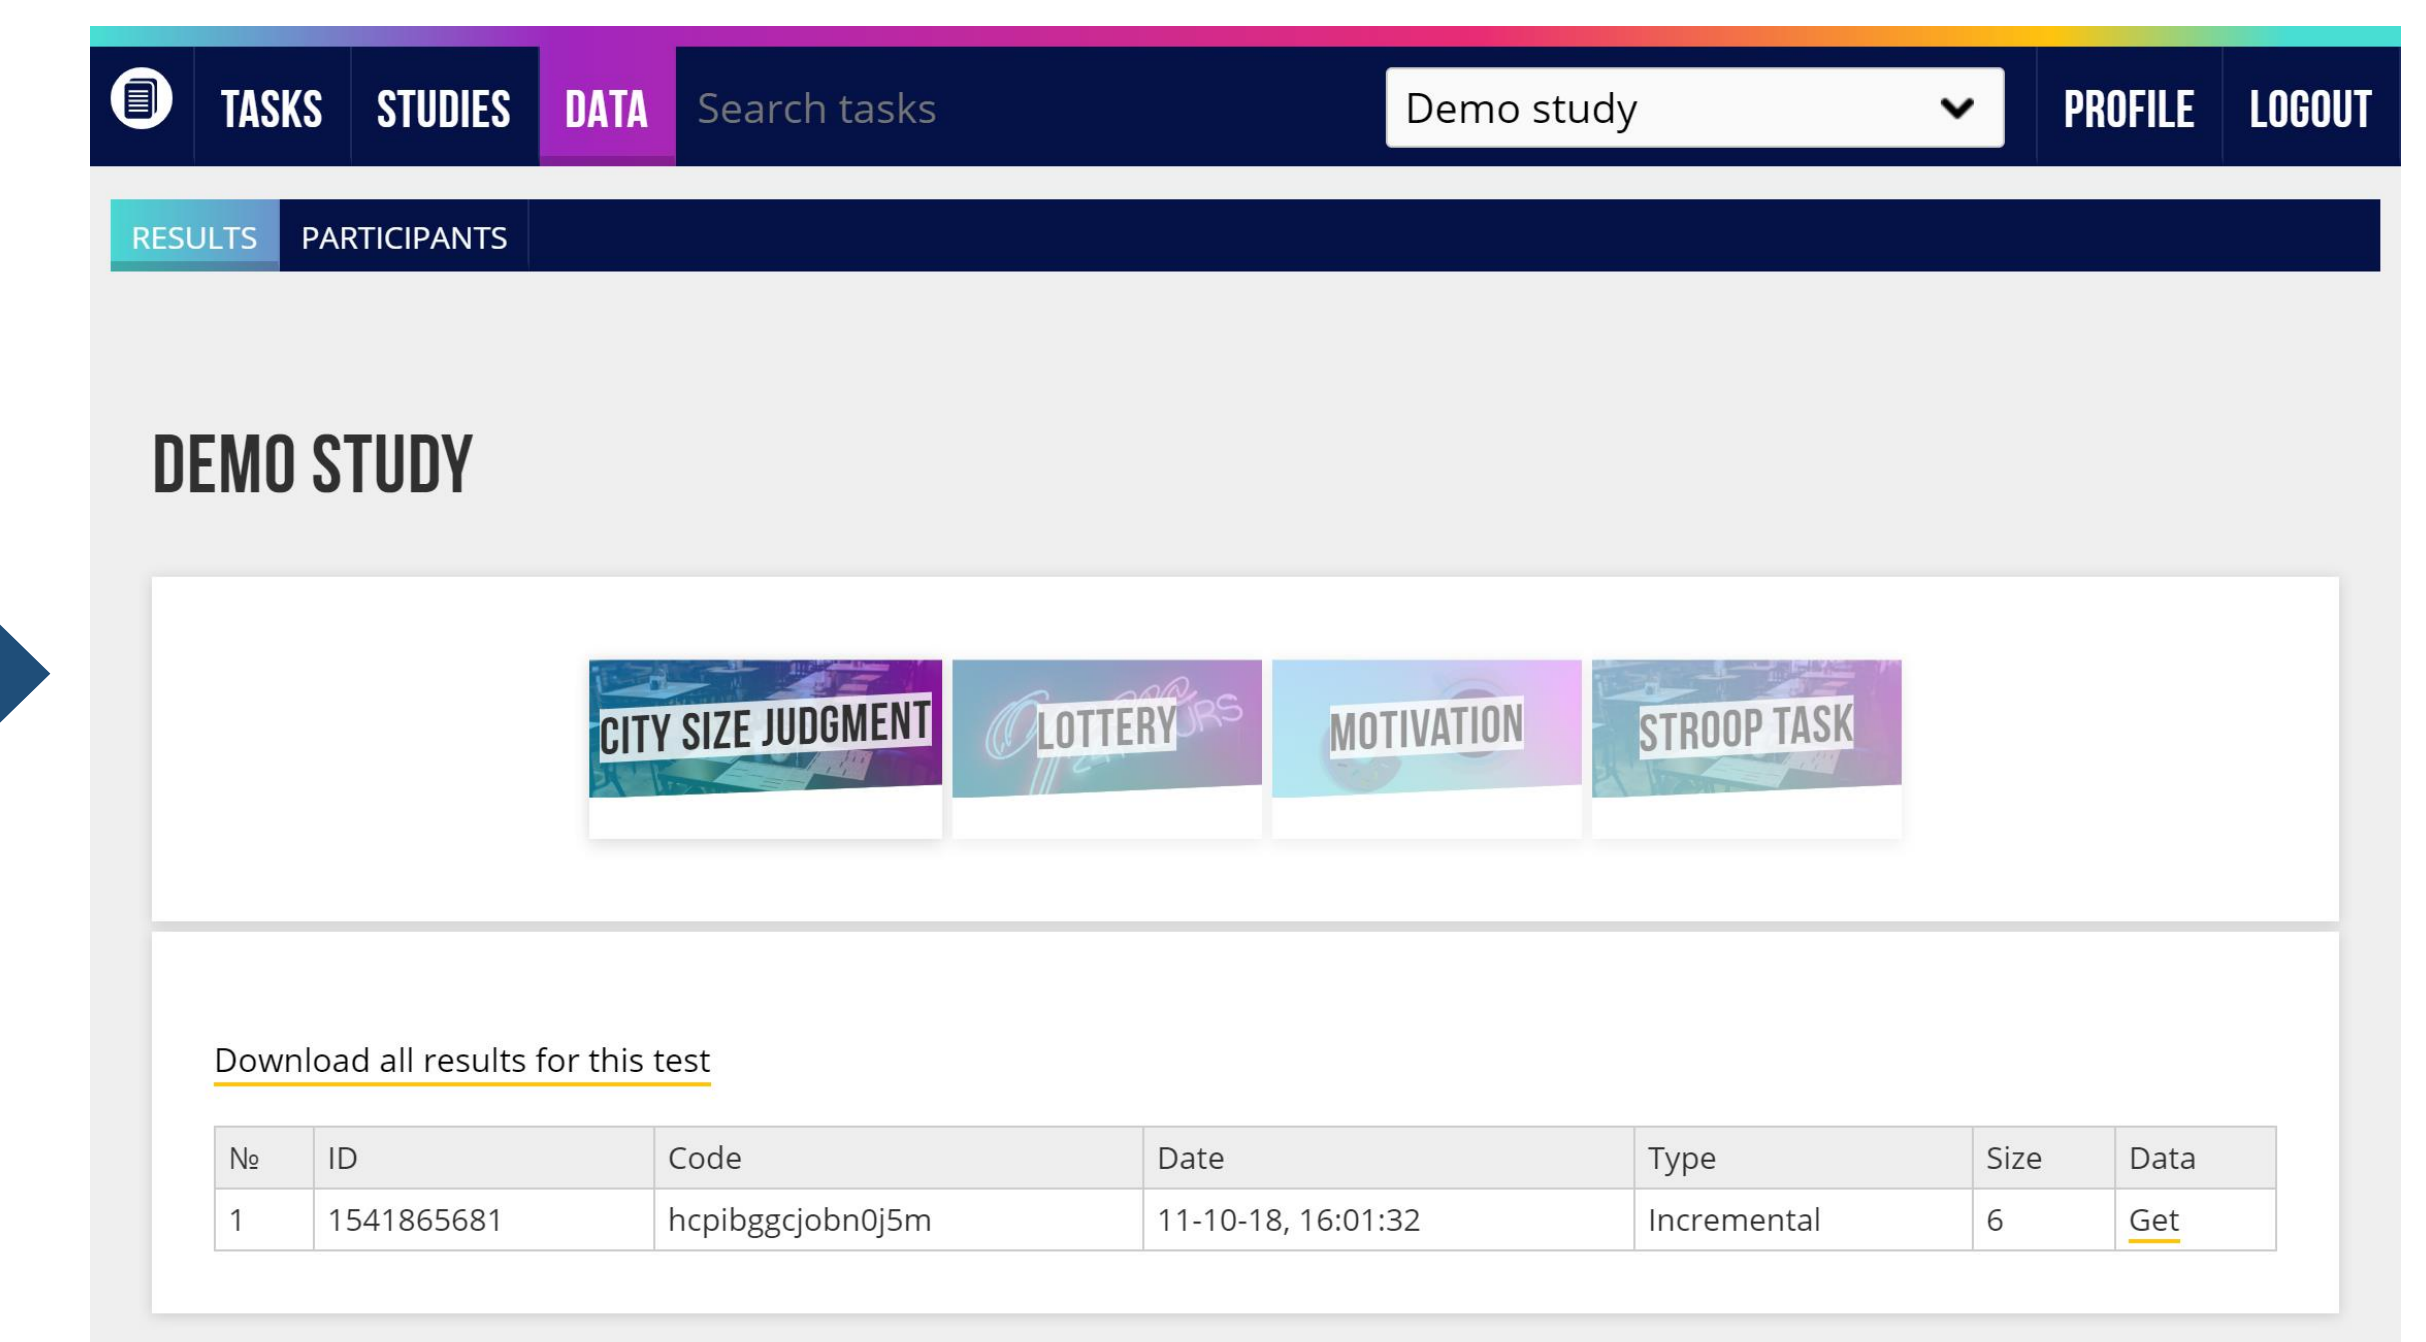 TASKS STUDIES DATA Search tasks Demo study PROFILE LOGOUT
RESULTS PARTICIPANTS
DEMO STUDY
CITY SIZE JUDGMENT LOTTERY MOTIVATION STROOP TASK
Download all results for this test
№ ID Code Date Type Size Data
1 1541865681 hcpibggcjobn0j5m 11-10-18, 16:01:32 Incremental 6 Get